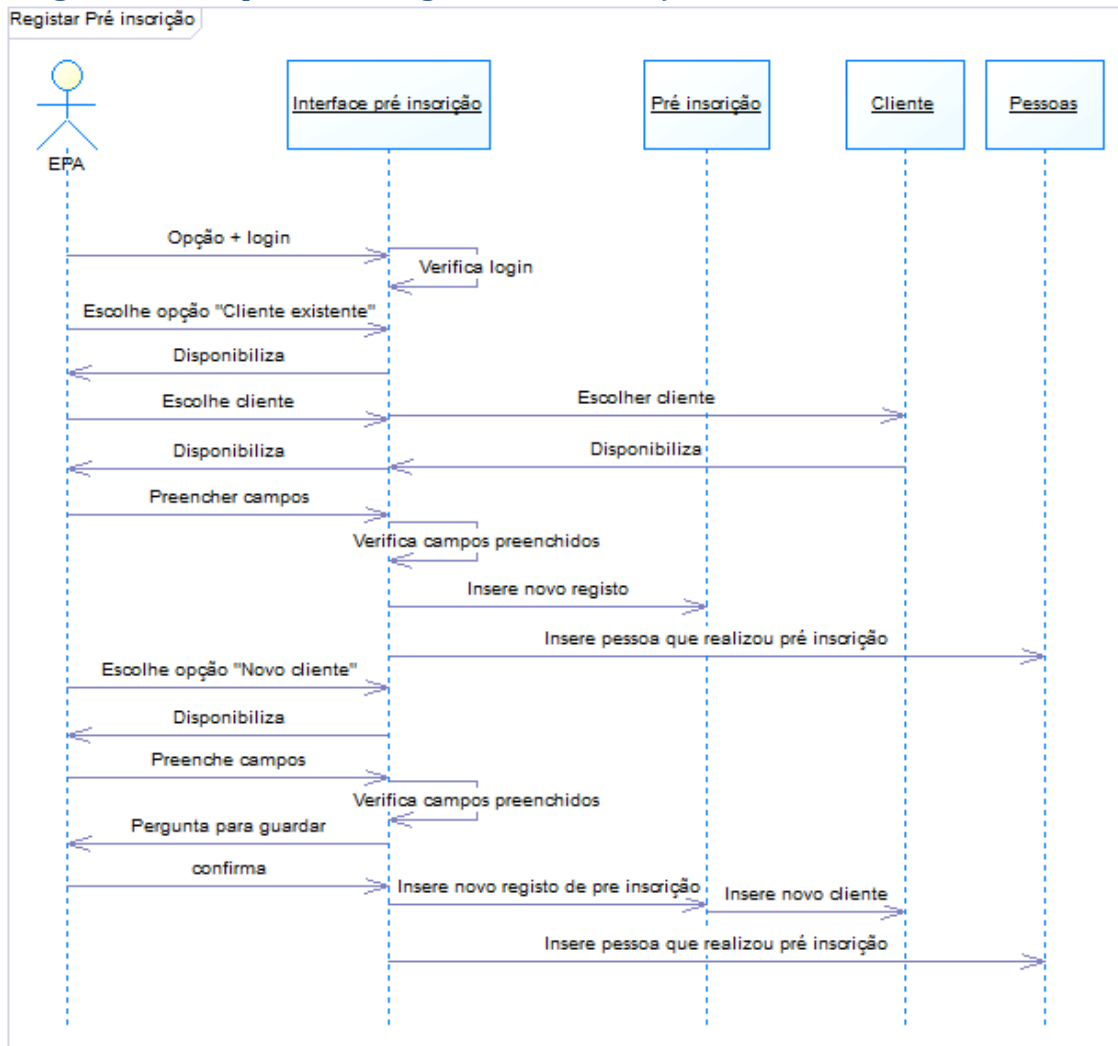 Registar Pré inscrição
Interface pré inscrição
Pré inscrição
Cliente
Pessoas
EPA
Opção + login
Verifica login
Escolhe opção "Cliente existente"
Disponibiliza
Escolhe cliente
Escolher cliente
Disponibiliza
Disponibiliza
Preencher campos
Verifica campos preenchidos
Insere novo registo
Insere pessoa que realizou pré inscrição
Escolhe opção "Novo cliente"
Disponibiliza
Preenche campos
Verifica campos preenchidos
Pergunta para guardar
confirma
Insere novo registo de pre inscrição
Insere novo cliente
Insere pessoa que realizou pré inscrição